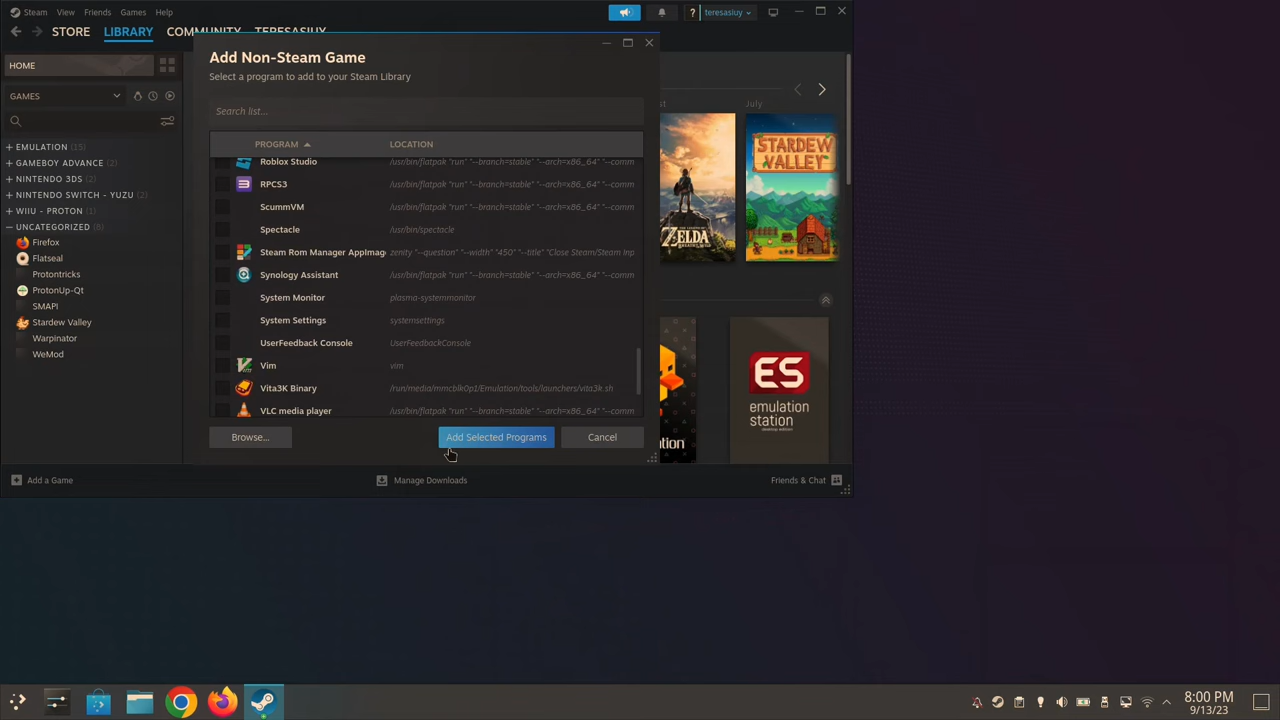 Steam View Friends Games Help ? teresasiuy
STORE LIBRARY COMMUNITY TERESASIUY
HOME
GAMES
EMULATION (15)
GAMEBOY ADVANCE (2)
NINTENDO 3DS (2)
NINTENDO SWITCH - YUZU (2)
WIIU - PROTON (1)
UNCATEGORIZED (8)
Firefox
Flatseal
Protontricks
ProtonUp-Qt
SMAPI
Stardew Valley
Warpinator
WeMod
Add Non-Steam Game
Select a program to add to your Steam Library
Search list...
PROGRAM LOCATION
Roblox Studio /usr/bin/flatpak "run" "--branch=stable" "--arch=x86_64" "--comm
RPCS3 /usr/bin/flatpak "run" "--branch=stable" "--arch=x86_64" "--comm
ScummVM /usr/bin/flatpak "run" "--branch=stable" "--arch=x86_64" "--comm
Spectacle /usr/bin/spectacle
Steam Rom Manager AppImage zenity "--question" "--width" "450" "--title" "Close Steam/Steam Inp
Synology Assistant /usr/bin/flatpak "run" "--branch=stable" "--arch=x86_64" "--comm
System Monitor plasma-systemmonitor
System Settings systemsettings
UserFeedback Console UserFeedbackConsole
Vim vim
Vita3K Binary /run/media/mmcblk0p1/Emulation/tools/launchers/vita3k.sh
VLC media player /usr/bin/flatpak "run" "--branch=stable" "--arch=x86_64" "--comm
Browse... Add Selected Programs Cancel
July
ZELDA
STARDEW
VALLEY
ES
emulation
station
Add a Game Manage Downloads Friends & Chat
8:00 PM
9/13/23